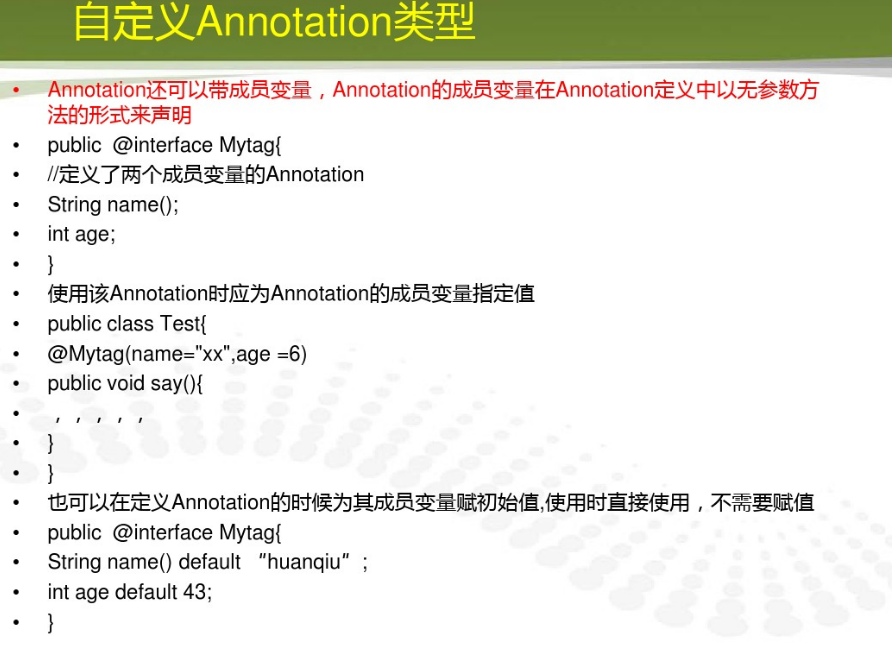 自定义Annotation类型
• Annotation还可以带成员变量，Annotation的成员变量在Annotation定义中以无参数方
法的形式来声明
• public  @interface Mytag{
• //定义了两个成员变量的Annotation
• String name();
• int age;
• }
• 使用该Annotation时应为Annotation的成员变量指定值
• public class Test{
• @Mytag(name="xx",age =6)
• public void say(){
• ，，，，，
• }
• }
• 也可以在定义Annotation的时候为其成员变量赋初始值,使用时直接使用，不需要赋值
• public  @interface Mytag{
• String name() default “huanqiu”；
• int age default 43;
• }